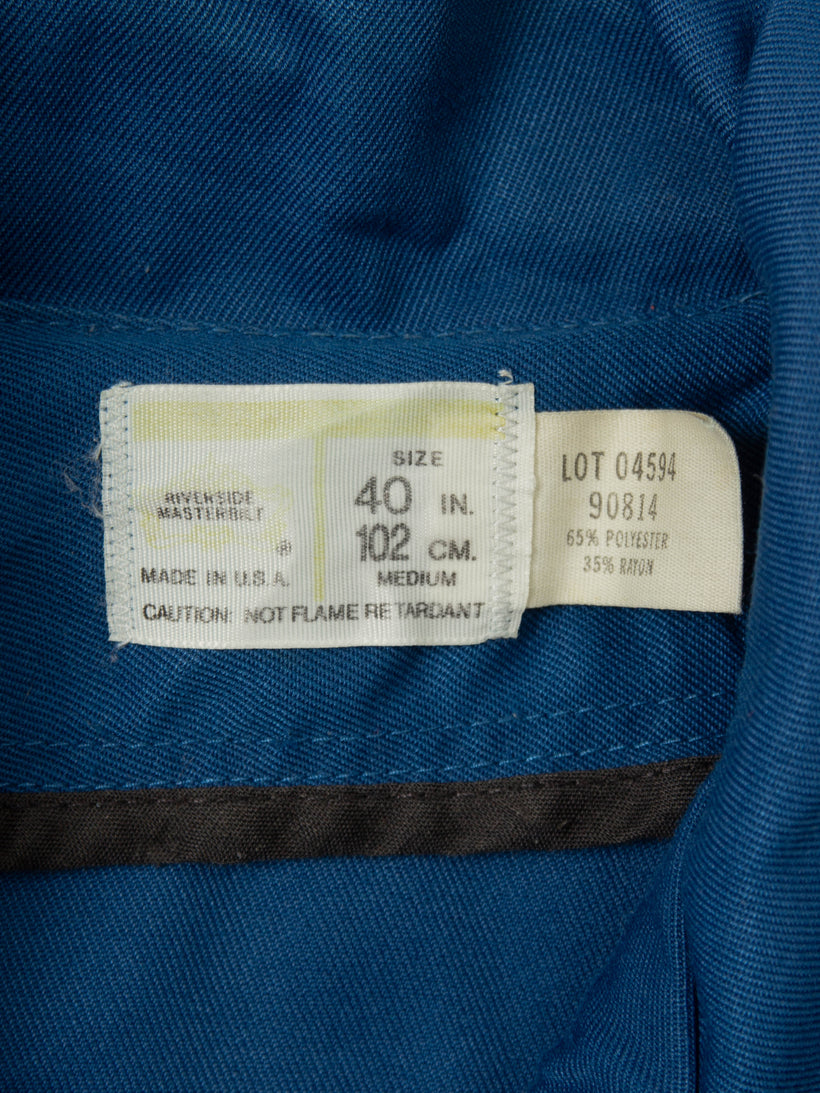 RIVERSIDE
MASTERBILT
®
MADE IN U.S.A.
SIZE
40 IN.
102 CM.
MEDIUM
CAUTION: NOT FLAME RETARDANT
LOT 04594
90814
65% POLYESTER
35% RAYON